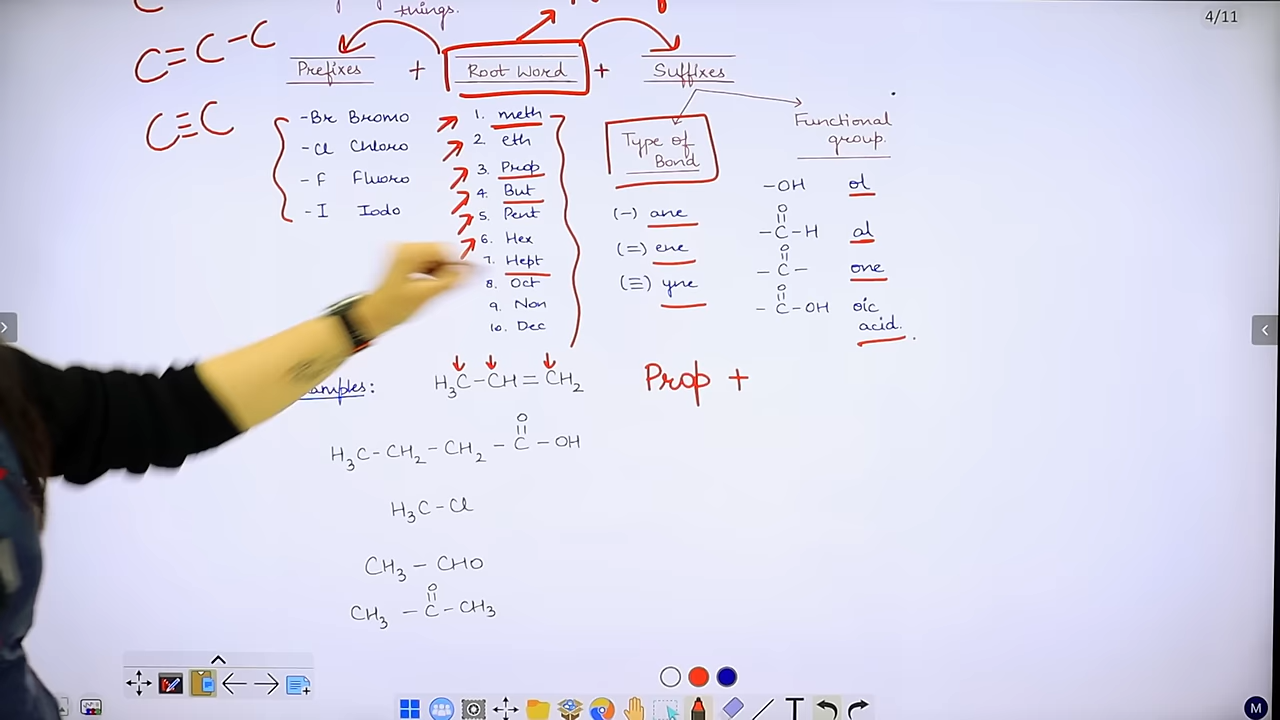 things.
4/11
C=C-C
Prefixes + Root Word + Suffixes
C≡C
-Br Bromo
-Cl Chloro
-F Fluoro
-I Iodo
1. meth
2. eth
3. Prop
4. But
5. Pent
6. Hex
7. Hept
8. Oct
9. Non
10. Dec
Type of
Bond
(-) ane
(=) ene
(≡) yne
Functional
group.
-OH ol
O
||
-C-H al
O
||
-C- one
O
||
-C-OH oic
acid.
amples:
H₃C-CH=CH₂
Prop +
O
||
H₃C-CH₂-CH₂-C-OH
H₃C-Cl
CH₃-CHO
O
||
CH₃-C-CH₃
T
M